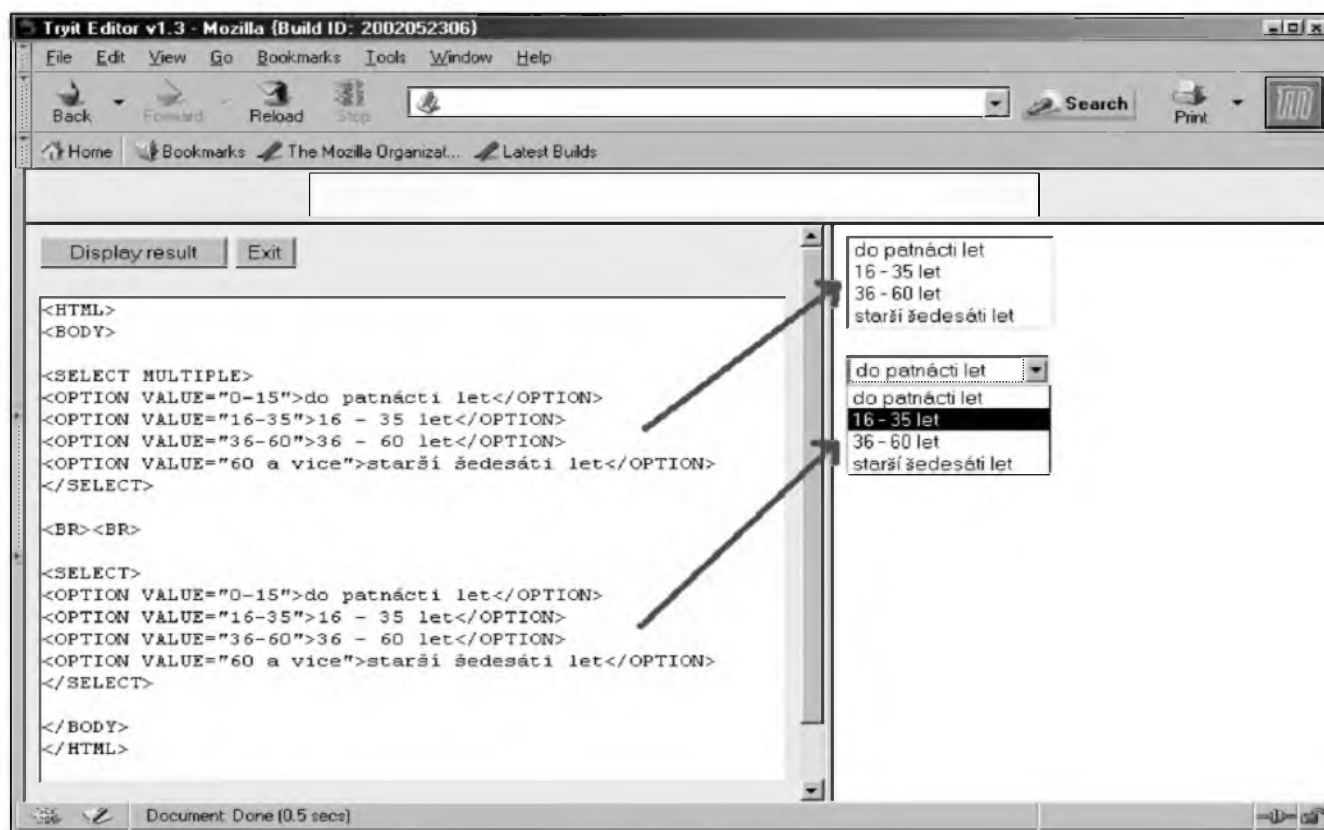 Tryit Editor v1.3 - Mozilla {Build ID: 2002052306}
File Edit View Go Bookmarks Tools Window Help
Back Forward Reload Stop Search Print
Home Bookmarks The Mozilla Organizat... Latest Builds
Display result Exit
<HTML>
<BODY>
<SELECT MULTIPLE>
<OPTION VALUE="0-15">do patnácti let</OPTION>
<OPTION VALUE="16-35">16 - 35 let</OPTION>
<OPTION VALUE="36-60">36 - 60 let</OPTION>
<OPTION VALUE="60 a vice">starší šedesáti let</OPTION>
</SELECT>
<BR><BR>
<SELECT>
<OPTION VALUE="0-15">do patnácti let</OPTION>
<OPTION VALUE="16-35">16 - 35 let</OPTION>
<OPTION VALUE="36-60">36 - 60 let</OPTION>
<OPTION VALUE="60 a vice">starší šedesáti let</OPTION>
</SELECT>
</BODY>
</HTML>
do patnácti let
16 - 35 let
36 - 60 let
starší šedesáti let
do patnácti let
do patnácti let
16 - 35 let
36 - 60 let
starší šedesáti let
Document: Done (0.5 secs)